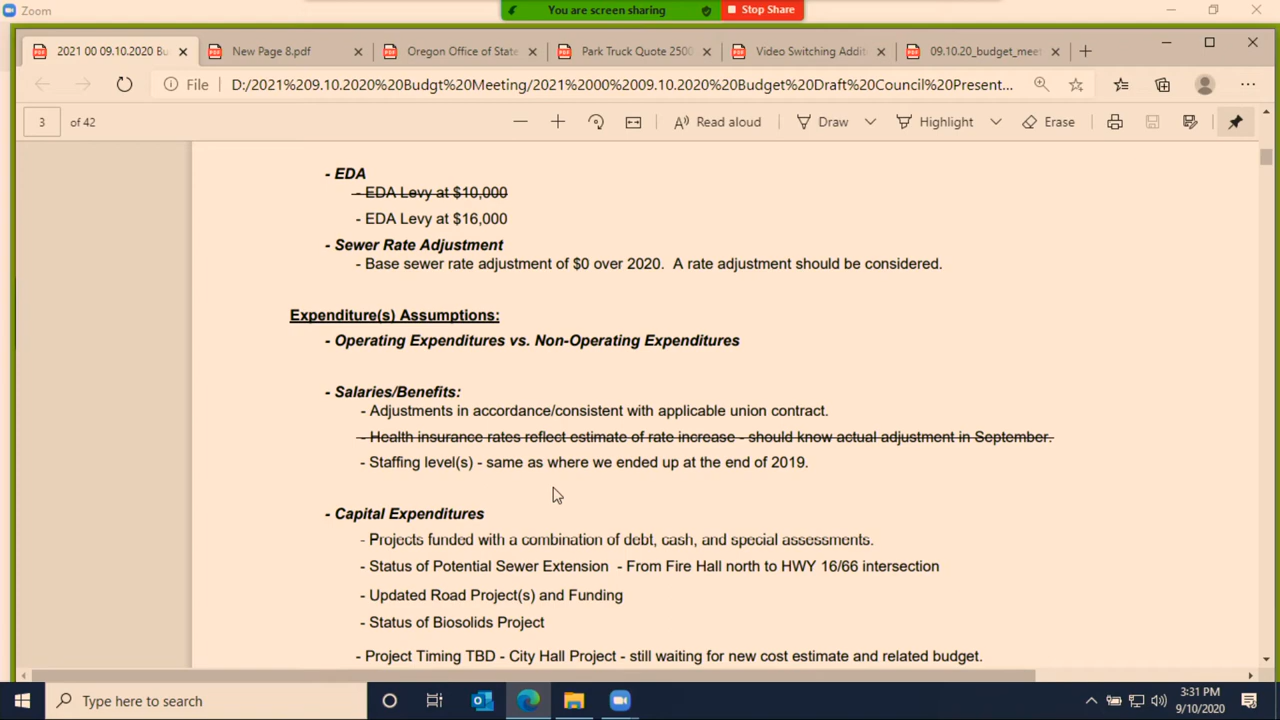 Zoom
You are screen sharing
Stop Share
2021 00 09.10.2020 Bu
New Page 8.pdf
Oregon Office of State
Park Truck Quote 2500
Video Switching Addit
09.10.20_budget_meet
File
D:/2021%209.10.2020%20Budgt%20Meeting/2021%2000%2009.10.2020%20Budget%20Draft%20Council%20Present...
3 of 42
Read aloud
Draw
Highlight
Erase
- EDA
- EDA Levy at $10,000
- EDA Levy at $16,000
- Sewer Rate Adjustment
- Base sewer rate adjustment of $0 over 2020. A rate adjustment should be considered.
Expenditure(s) Assumptions:
- Operating Expenditures vs. Non-Operating Expenditures
- Salaries/Benefits:
- Adjustments in accordance/consistent with applicable union contract.
- Health insurance rates reflect estimate of rate increase - should know actual adjustment in September.
- Staffing level(s) - same as where we ended up at the end of 2019.
- Capital Expenditures
- Projects funded with a combination of debt, cash, and special assessments.
- Status of Potential Sewer Extension - From Fire Hall north to HWY 16/66 intersection
- Updated Road Project(s) and Funding
- Status of Biosolids Project
- Project Timing TBD - City Hall Project - still waiting for new cost estimate and related budget.
Type here to search
3:31 PM
9/10/2020